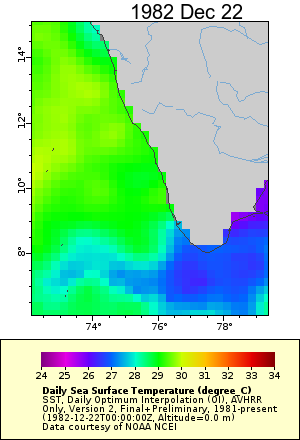 1982 Dec 22
14°
12°
10°
8°
74°
76°
78°
24 25 26 27 28 29 30 31 32 33 34
Daily Sea Surface Temperature (degree_C)
SST, Daily Optimum Interpolation (OI), AVHRR
Only, Version 2, Final+Preliminary, 1981-present
(1982-12-22T00:00:00Z, Altitude=0.0 m)
Data courtesy of NOAA NCEI